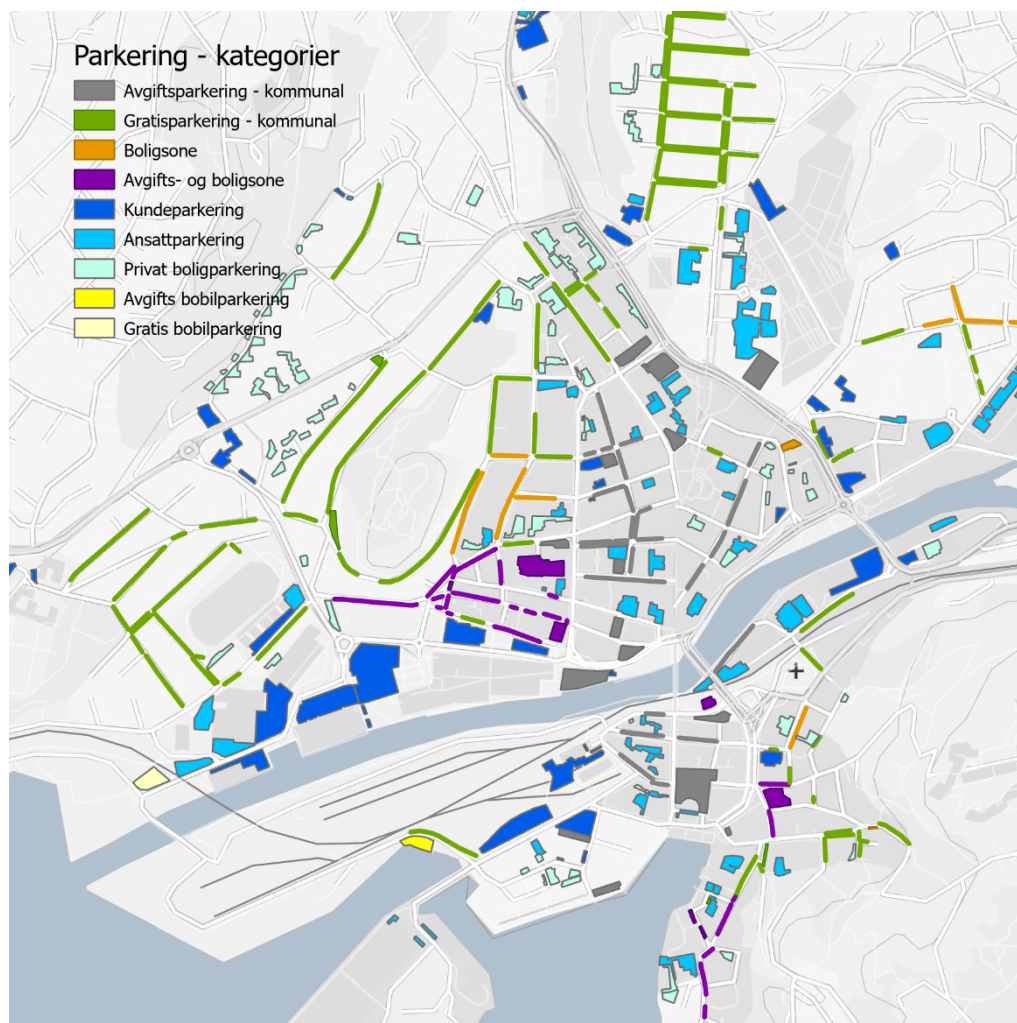 Parkering - kategorier
Avgiftsparkering - kommunal
Gratisparkering - kommunal
Boligsone
Avgifts- og boligsone
Kundeparkering
Ansattparkering
Privat boligparkering
Avgifts bobilparkering
Gratis bobilparkering